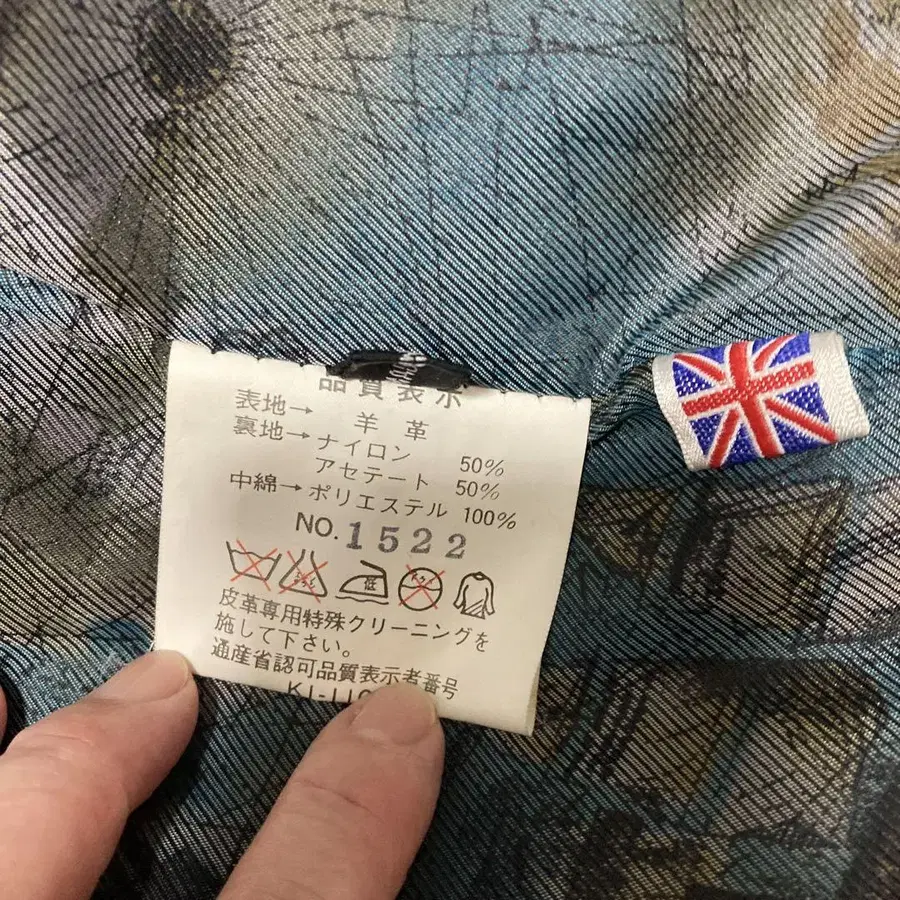 品質表示
表地→ 羊革
裏地→ナイロン 50%
アセテート 50%
中綿→ポリエステル 100%
NO. 1522
低
皮革専用特殊クリーニングを
施して下さい。
通産省認可品質表示者番号